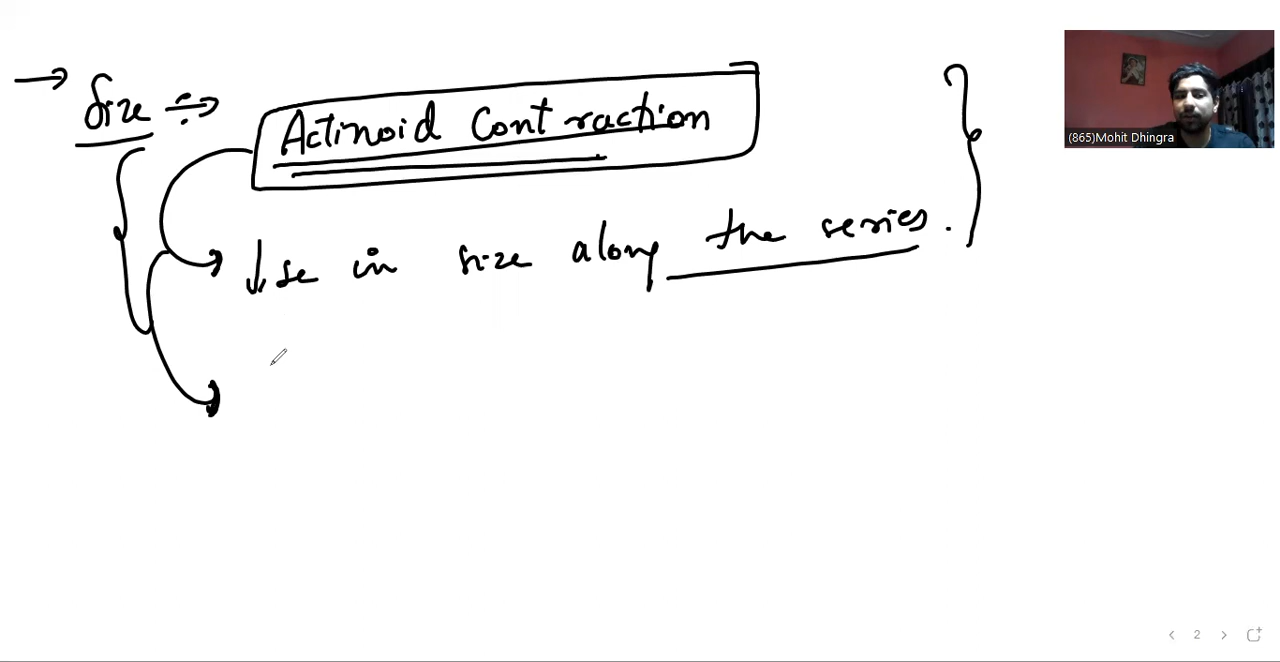 → Size ÷→ Actinoid Contraction
↓se in size along the series.
(865)Mohit Dhingra
2